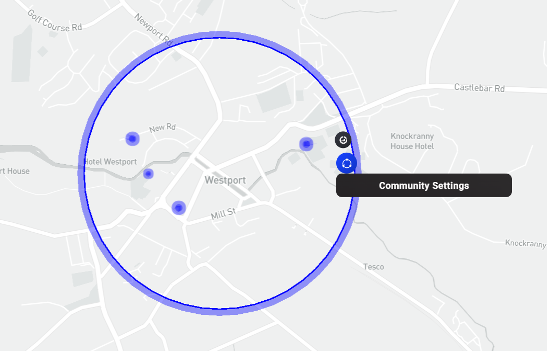 Golf Course Rd
Newport Rd
Castlebar Rd
New Rd
Knockranny
House Hotel
Hotel Westport
rt House
Westport
Community Settings
Mill St
Knockranny
Tesco